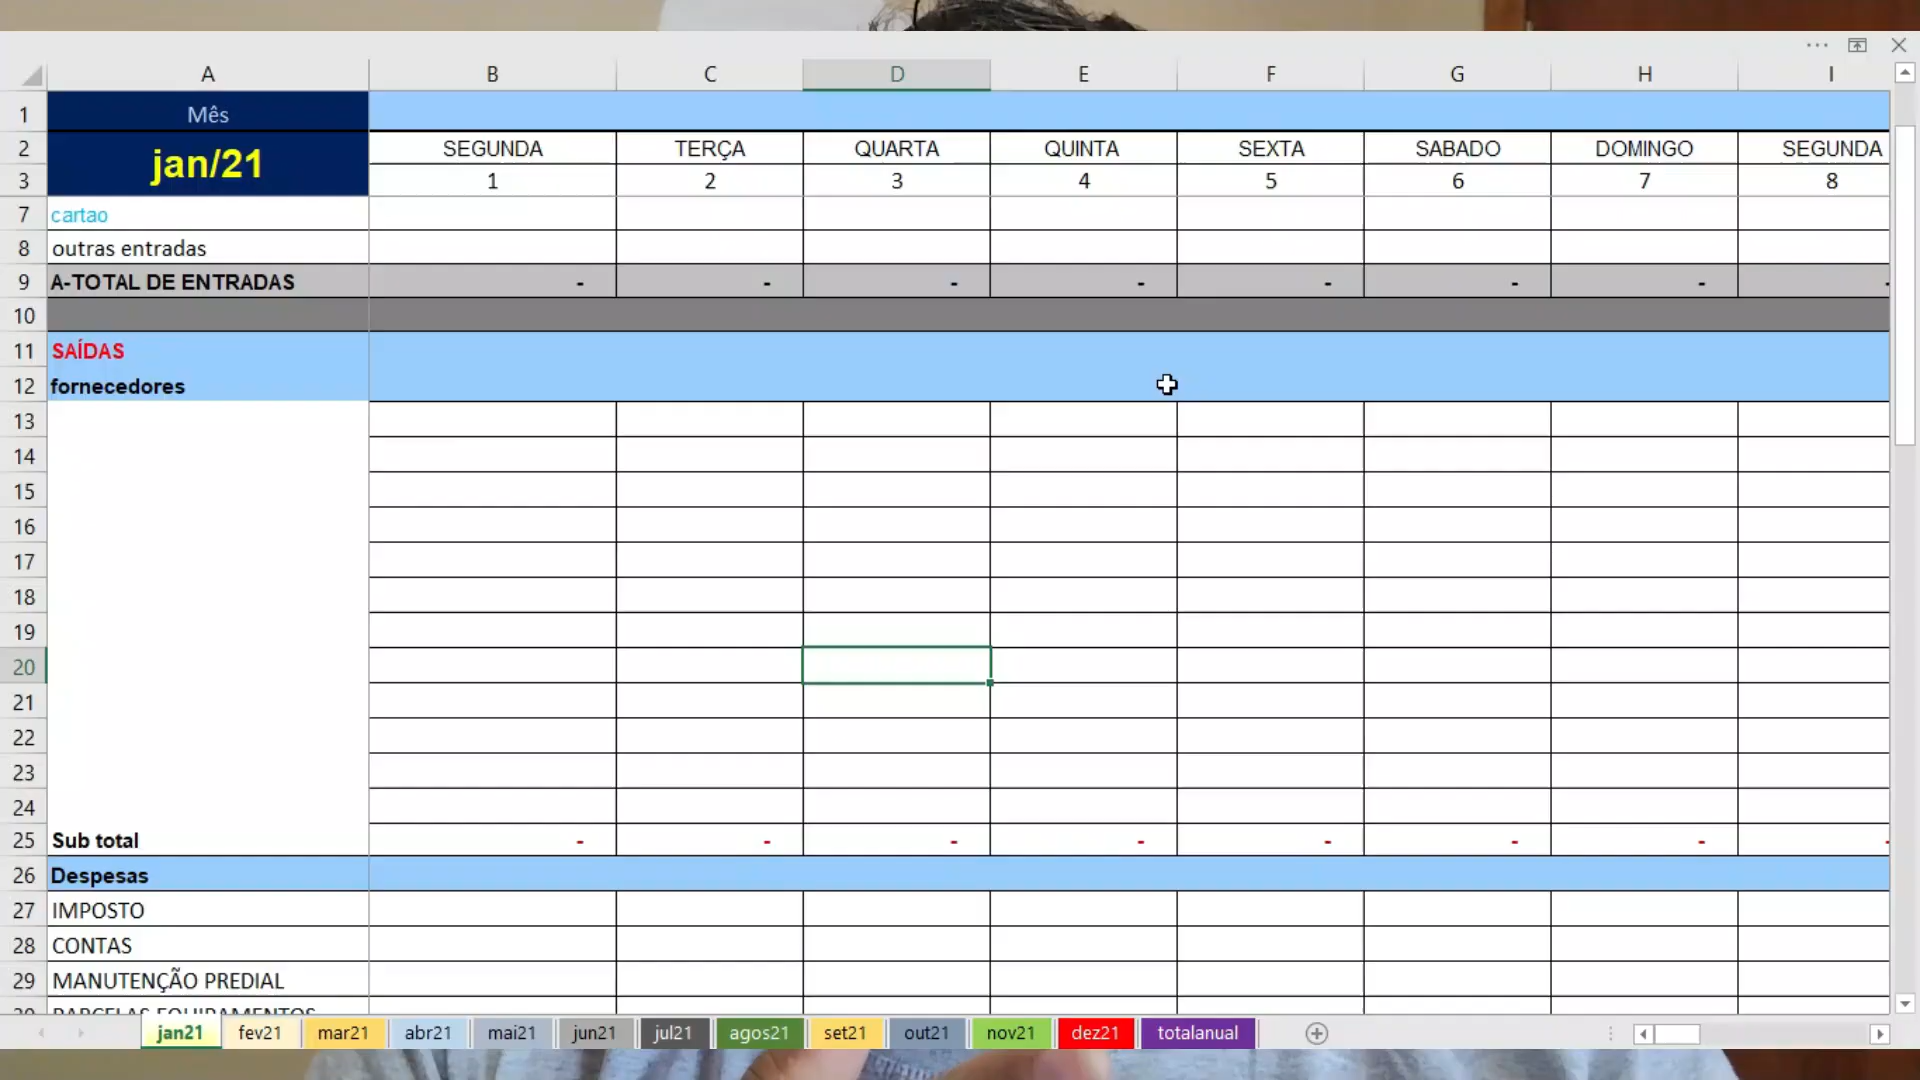 A B C D E F G H I
1 Mês
2 jan/21 SEGUNDA TERÇA QUARTA QUINTA SEXTA SABADO DOMINGO SEGUNDA
3 1 2 3 4 5 6 7 8
7 cartao
8 outras entradas
9 A-TOTAL DE ENTRADAS - - - - - - - -
10
11 SAÍDAS
12 fornecedores
13
14
15
16
17
18
19
20
21
22
23
24
25 Sub total - - - - - - - -
26 Despesas
27 IMPOSTO
28 CONTAS
29 MANUTENÇÃO PREDIAL
30 PARCELAS EQUIPAMENTOS
jan21 fev21 mar21 abr21 mai21 jun21 jul21 agos21 set21 out21 nov21 dez21 totalanual